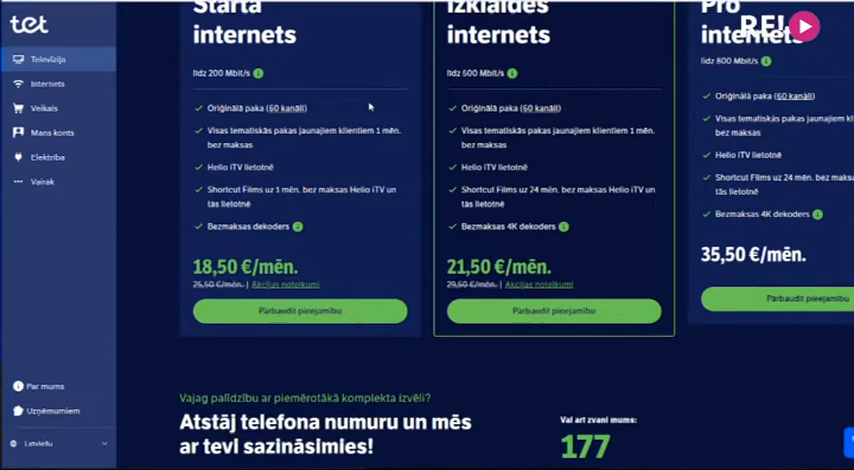 tet
Televīzija
Internets
Veikals
Mans konts
Elektrība
Vairāk
Par mums
Uzņēmumiem
Latviešu
Starta
internets
līdz 200 Mbit/s
Oriģinālā paka (60 kanāli)
Visas tematiskās pakas jaunajiem klientiem 1 mēn.
bez maksas
Helio iTV lietotnē
Shortcut Films uz 1 mēn. bez maksas Helio iTV un
tās lietotnē
Bezmaksas dekoders
18,50 €/mēn.
25,50 €/mēn. | Akcijas noteikumi
Pārbaudīt pieejamību
Izklaides
internets
līdz 500 Mbit/s
Oriģinālā paka (60 kanāli)
Visas tematiskās pakas jaunajiem klientiem 1 mēn.
bez maksas
Helio iTV lietotnē
Shortcut Films uz 24 mēn. bez maksas Helio iTV un
tās lietotnē
Bezmaksas 4K dekoders
21,50 €/mēn.
29,50 €/mēn. | Akcijas noteikumi
Pārbaudīt pieejamību
Pro
internets
līdz 800 Mbit/s
Oriģinālā paka (60 kanāli)
Visas tematiskās pakas jaunajiem
bez maksas
Helio iTV lietotnē
Shortcut Films uz 24 mēn. bez
tās lietotnē
Bezmaksas 4K dekoders
35,50 €/mēn.
Pārbaudīt pieejamību
RE!
Vajag palīdzību ar piemērotākā komplekta izvēli?
Atstāj telefona numuru un mēs
ar tevi sazināsimies!
Vai arī zvani mums:
177